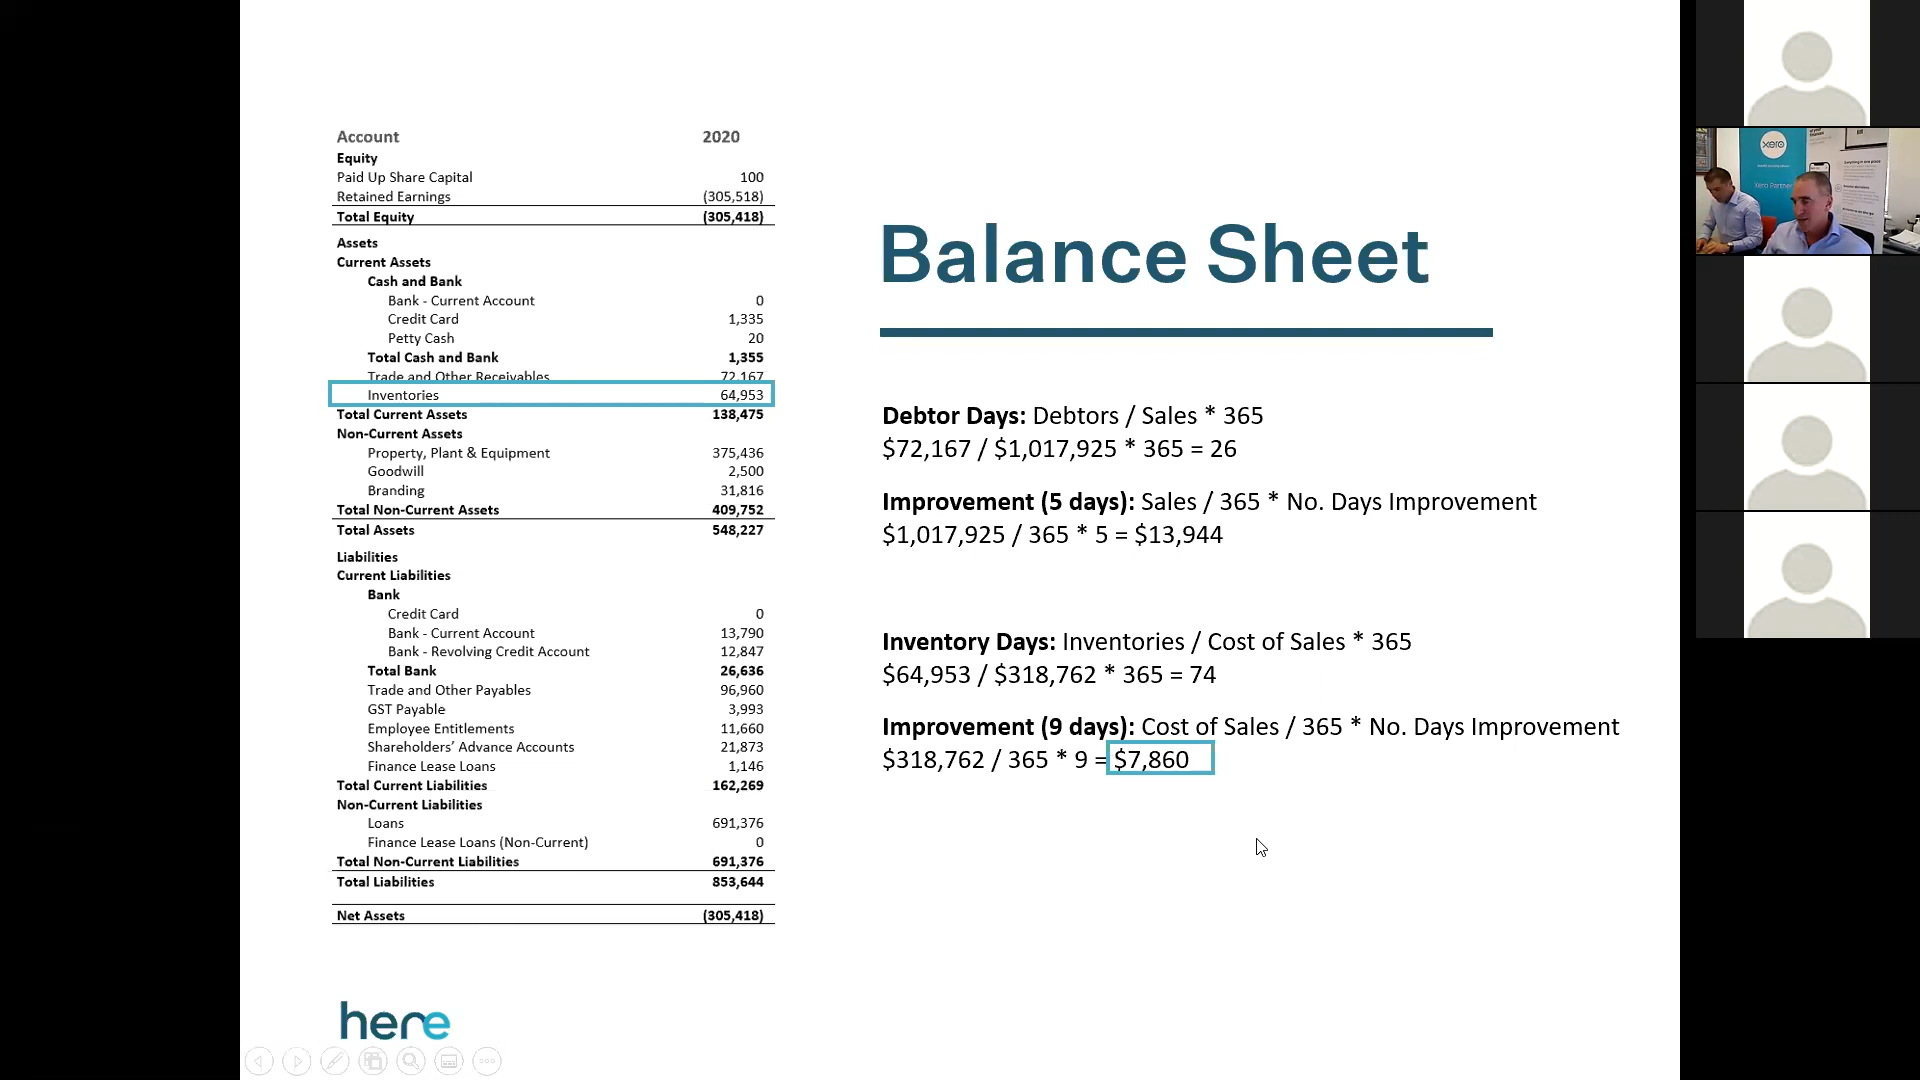 Account 2020
Equity
Paid Up Share Capital 100
Retained Earnings (305,518)
Total Equity (305,418)
Assets
Current Assets
Cash and Bank
Bank - Current Account 0
Credit Card 1,335
Petty Cash 20
Total Cash and Bank 1,355
Trade and Other Receivables 72,167
Inventories 64,953
Total Current Assets 138,475
Non-Current Assets
Property, Plant & Equipment 375,436
Goodwill 2,500
Branding 31,816
Total Non-Current Assets 409,752
Total Assets 548,227
Liabilities
Current Liabilities
Bank
Credit Card 0
Bank - Current Account 13,790
Bank - Revolving Credit Account 12,847
Total Bank 26,636
Trade and Other Payables 96,960
GST Payable 3,993
Employee Entitlements 11,660
Shareholders’ Advance Accounts 21,873
Finance Lease Loans 1,146
Total Current Liabilities 162,269
Non-Current Liabilities
Loans 691,376
Finance Lease Loans (Non-Current) 0
Total Non-Current Liabilities 691,376
Total Liabilities 853,644
Net Assets (305,418)
here
Balance Sheet
Debtor Days: Debtors / Sales * 365
$72,167 / $1,017,925 * 365 = 26
Improvement (5 days): Sales / 365 * No. Days Improvement
$1,017,925 / 365 * 5 = $13,944
Inventory Days: Inventories / Cost of Sales * 365
$64,953 / $318,762 * 365 = 74
Improvement (9 days): Cost of Sales / 365 * No. Days Improvement
$318,762 / 365 * 9 = $7,860
xero
Xero Partner